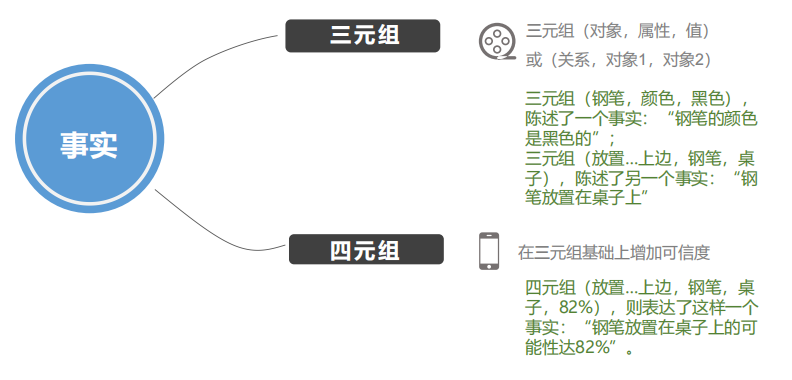 三元组
三元组（对象，属性，值）
或（关系，对象1，对象2）
事实
三元组（钢笔，颜色，黑色），
陈述了一个事实：“钢笔的颜色
是黑色的”；
三元组（放置...上边，钢笔，桌
子），陈述了另一个事实：“钢
笔放置在桌子上”
四元组
在三元组基础上增加可信度
四元组（放置...上边，钢笔，桌
子，82%），则表达了这样一个
事实：“钢笔放置在桌子上的可
能性达82%”。